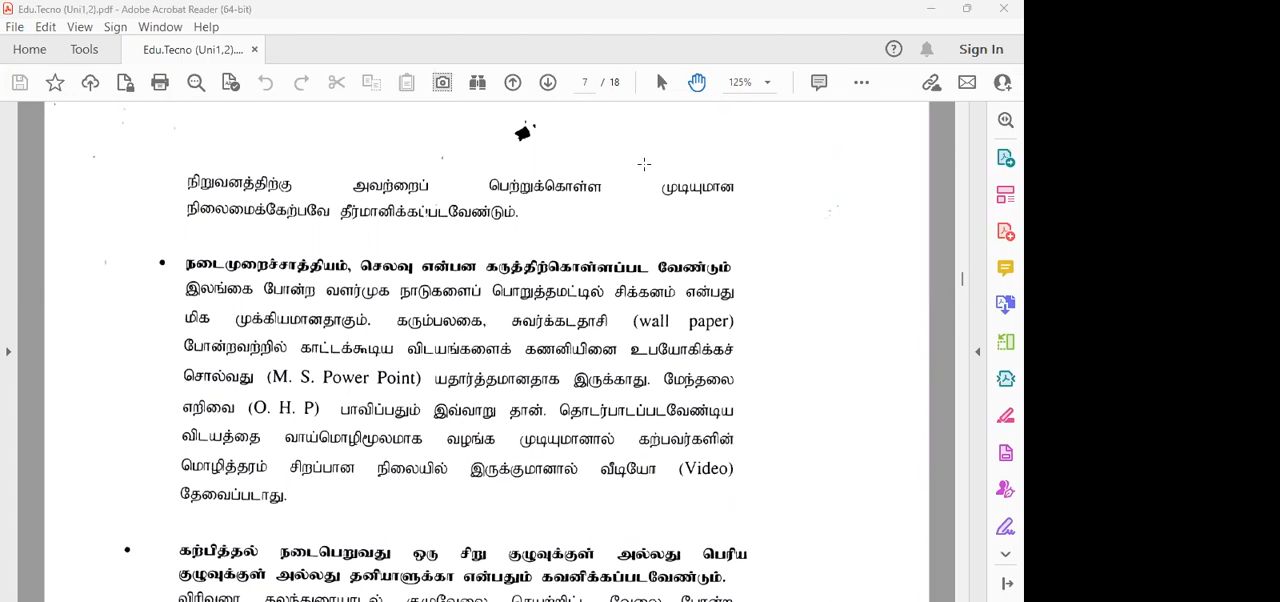 Edu.Tecno (Uni1,2).pdf - Adobe Acrobat Reader (64-bit)
File Edit View Sign Window Help
Home Tools Edu.Tecno (Uni1,2).... × Sign In
7 / 18 125%
நிறுவனத்திற்கு அவற்றைப் பெற்றுக்கொள்ள முடியுமான
நிலைமைக்கேற்பவே தீர்மானிக்கப்படவேண்டும்.
• நடைமுறைச்சாத்தியம், செலவு என்பன கருத்திற்கொள்ளப்பட வேண்டும்
இலங்கை போன்ற வளர்முக நாடுகளைப் பொறுத்தமட்டில் சிக்கனம் என்பது
மிக முக்கியமானதாகும். கரும்பலகை, சுவர்க்கடதாசி (wall paper)
போன்றவற்றில் காட்டக்கூடிய விடயங்களைக் கணனியினை உபயோகிக்கச்
சொல்வது (M. S. Power Point) யதார்த்தமானதாக இருக்காது. மேந்தலை
எறிவை (O. H. P) பாவிப்பதும் இவ்வாறு தான். தொடர்பாடப்படவேண்டிய
விடயத்தை வாய்மொழிமூலமாக வழங்க முடியுமானால் கற்பவர்களின்
மொழித்தரம் சிறப்பான நிலையில் இருக்குமானால் வீடியோ (Video)
தேவைப்படாது.
• கற்பித்தல் நடைபெறுவது ஒரு சிறு குழுவுக்குள் அல்லது பெரிய
குழுவுக்குள் அல்லது தனியாளுக்கா என்பதும் கவனிக்கப்படவேண்டும்.
விரிவுரை, கலந்துரையாடல், குழுவேலை, செயற்றிட்ட வேலை போன்ற